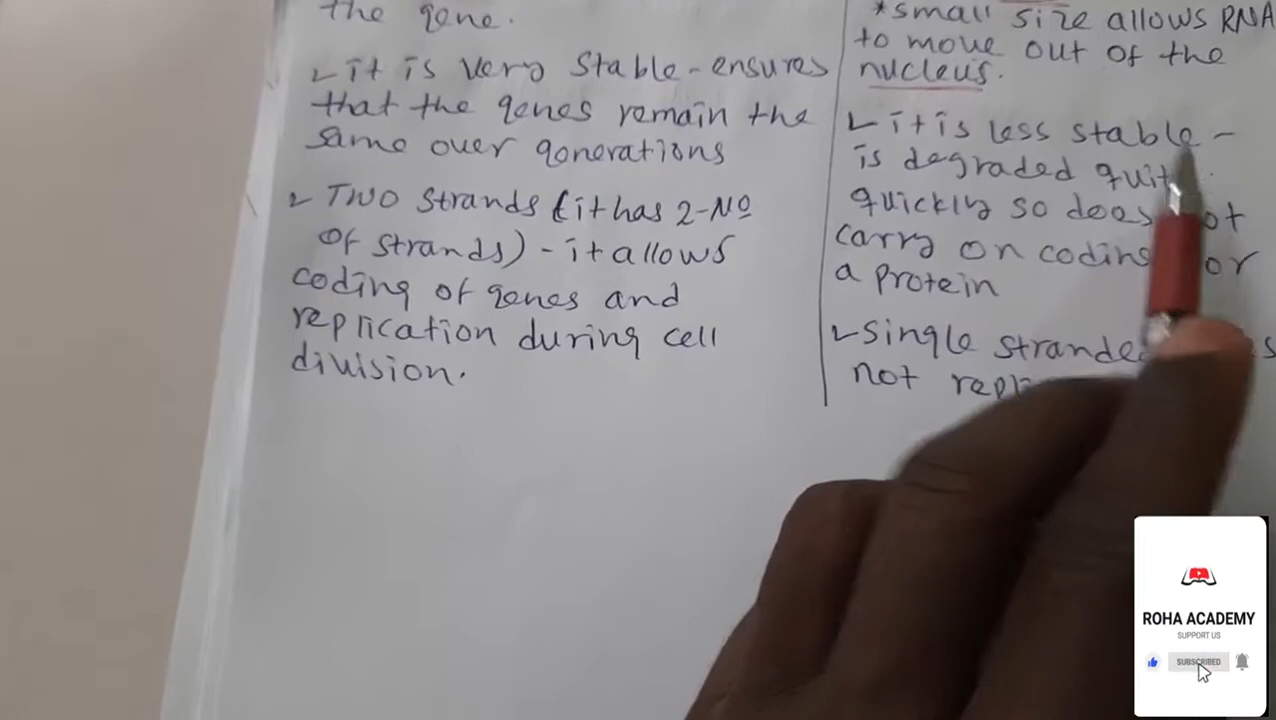 the gene.
✓ it is very stable - ensures
that the genes remain the
same over generations
✓ Two strands (it has 2-No
of strands) - it allows
coding of genes and
replication during cell
division.
*small size allows RNA
to move out of the
nucleus.
✓ it is less stable -
is degraded
quickly so does
carry on coding
a protein
✓ single
not
ROHA ACADEMY
SUPPORT US
SUBSCRIBED